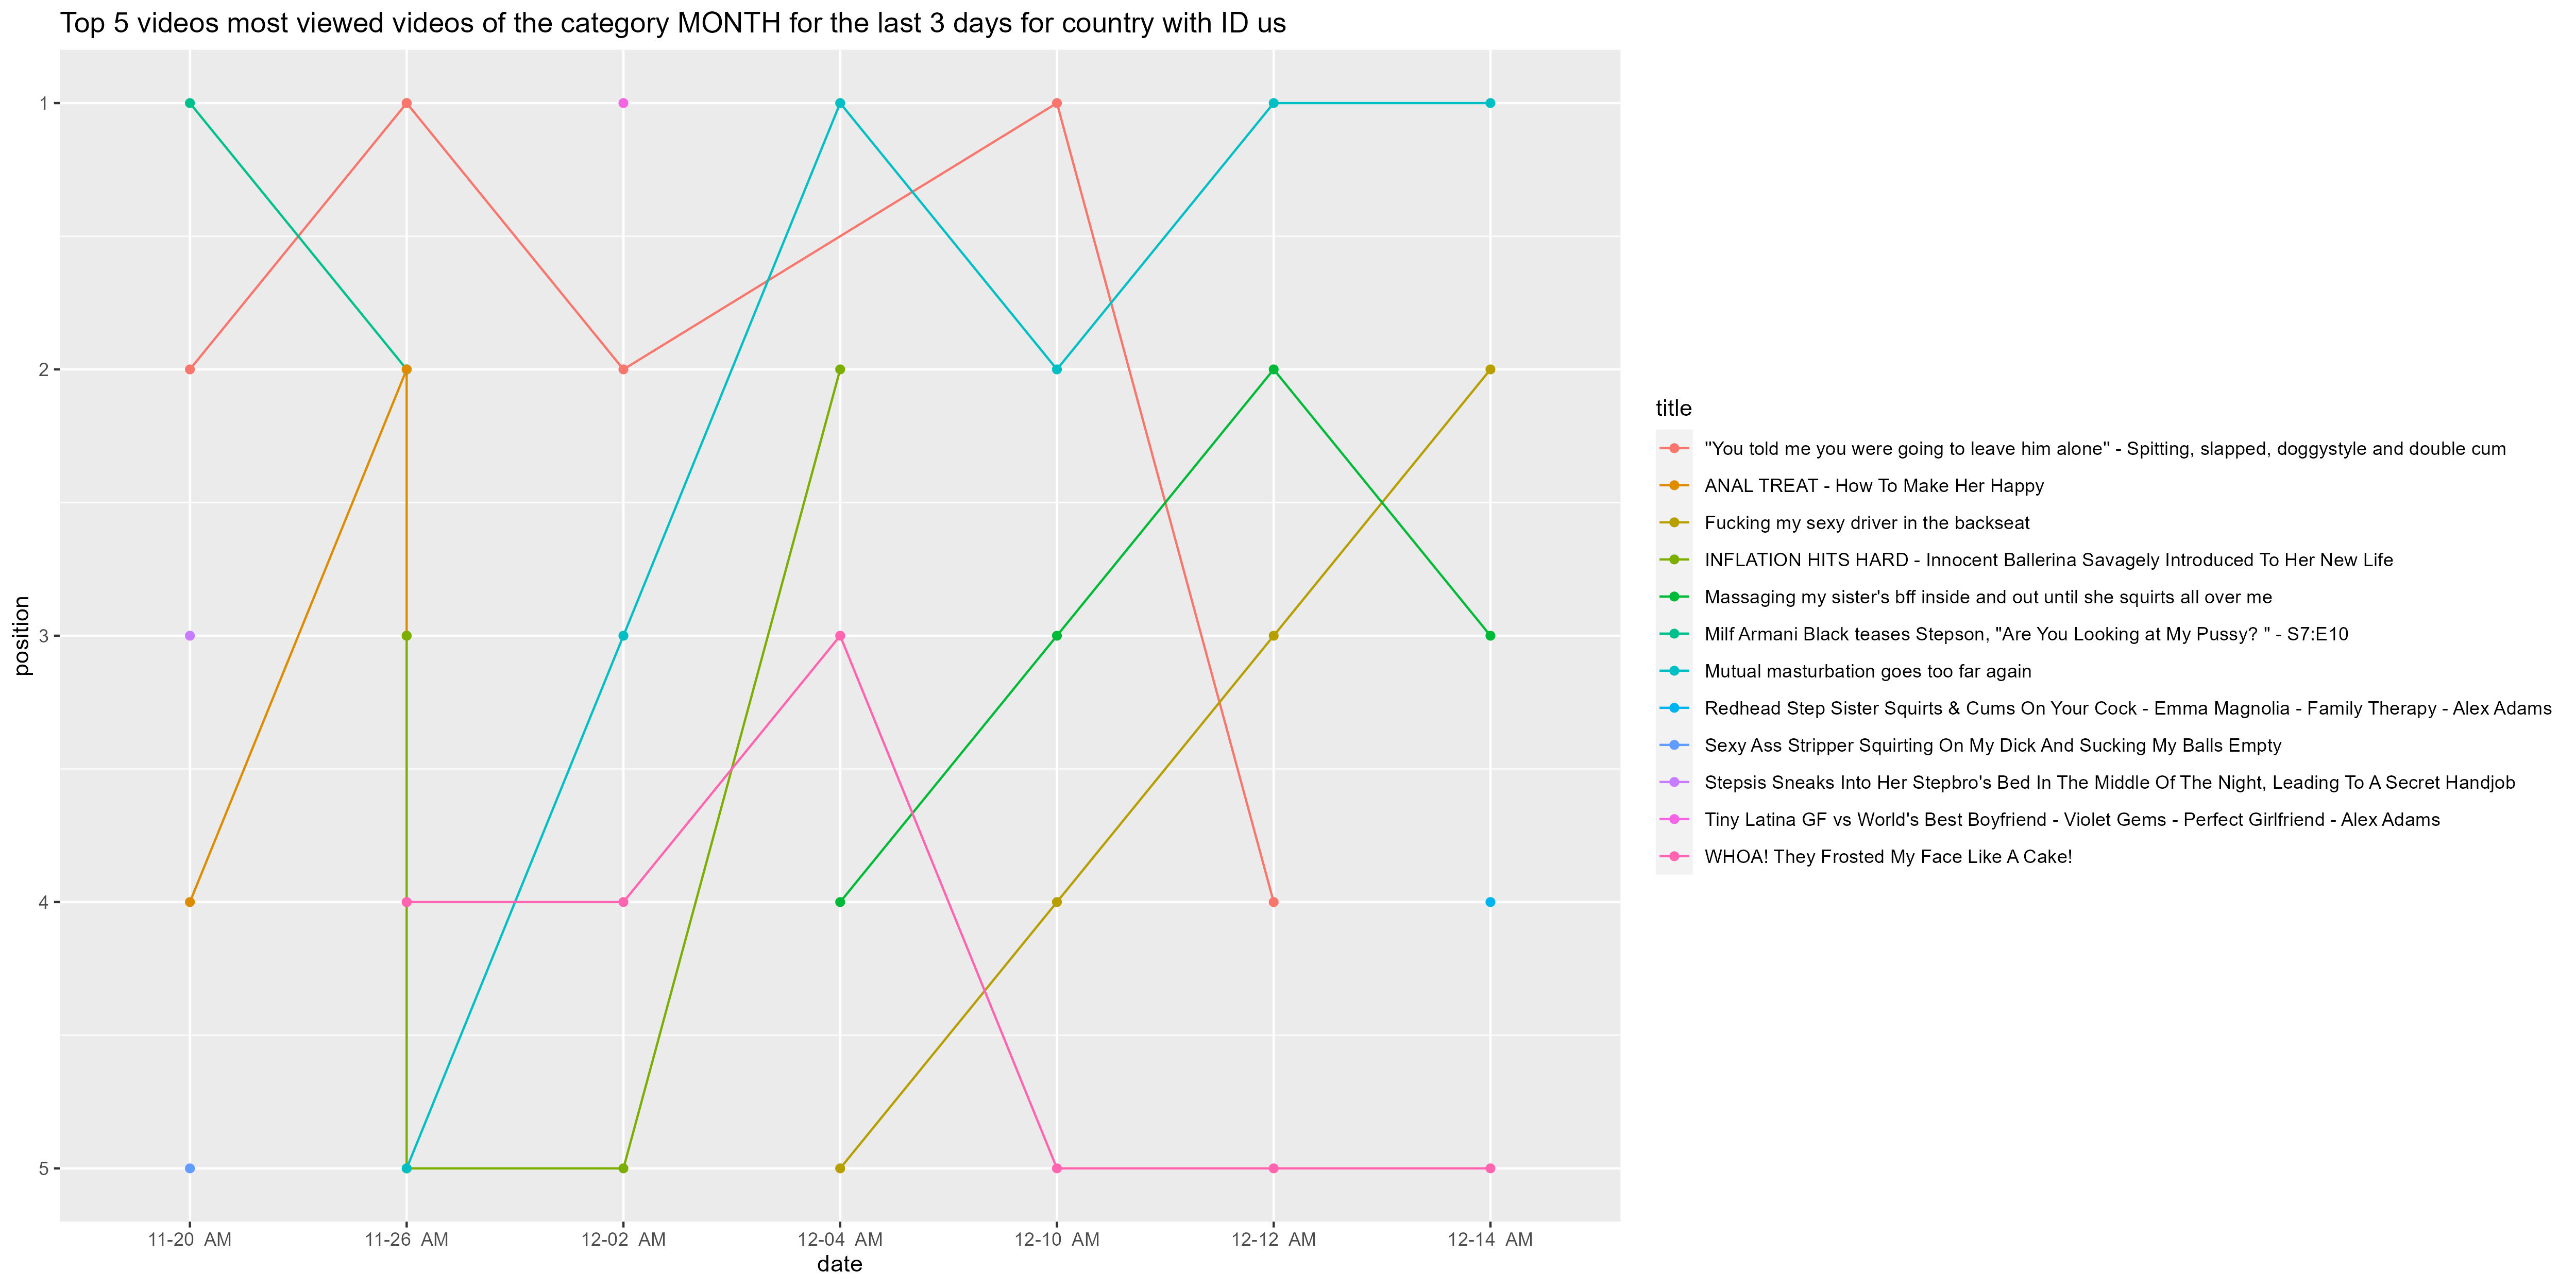 Top 5 videos most viewed videos of the category MONTH for the last 3 days for country with ID us
1
2
3
4
5
position
11-20 AM
11-26 AM
12-02 AM
12-04 AM
12-10 AM
12-12 AM
12-14 AM
date
title
"You told me you were going to leave him alone" - Spitting, slapped, doggystyle and double cum
ANAL TREAT - How To Make Her Happy
Fucking my sexy driver in the backseat
INFLATION HITS HARD - Innocent Ballerina Savagely Introduced To Her New Life
Massaging my sister's bff inside and out until she squirts all over me
Milf Armani Black teases Stepson, "Are You Looking at My Pussy? " - S7:E10
Mutual masturbation goes too far again
Redhead Step Sister Squirts & Cums On Your Cock - Emma Magnolia - Family Therapy - Alex Adams
Sexy Ass Stripper Squirting On My Dick And Sucking My Balls Empty
Stepsis Sneaks Into Her Stepbro's Bed In The Middle Of The Night, Leading To A Secret Handjob
Tiny Latina GF vs World's Best Boyfriend - Violet Gems - Perfect Girlfriend - Alex Adams
WHOA! They Frosted My Face Like A Cake!